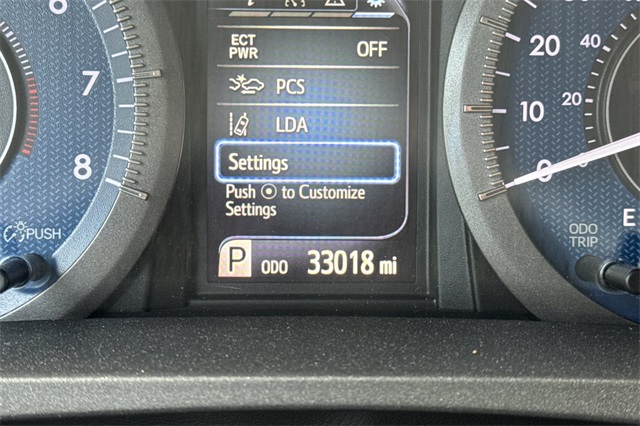 ECT
PWR OFF
PCS
LDA
Settings
Push to Customize
Settings
P ODO 33018 mi
6
7
8
PUSH
20
10
0
40
20
E
ODO
TRIP